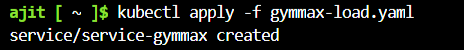 ajit [ ~ ]$ kubectl apply -f gymmax-load.yaml
service/service-gymmax created